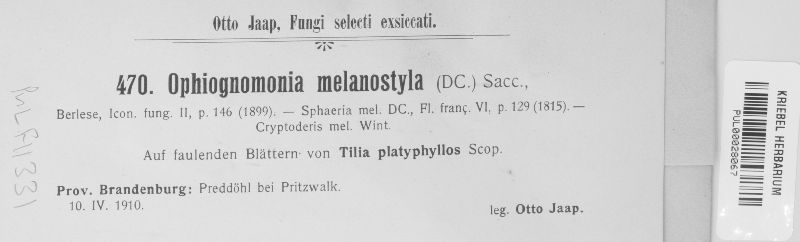 Otto Jaap, Fungi selecti exsiccati.
470. Ophiognomonia melanostyla (DC.) Sacc.,
Berlese, Icon. fung. II, p. 146 (1899). — Sphaeria mel. DC., Fl. franç. VI, p. 129 (1815). —
Cryptoderis mel. Wint.
Auf faulenden Blättern von Tilia platyphyllos Scop.
Prov. Brandenburg: Preddöhl bei Pritzwalk.
10. IV. 1910.
leg. Otto Jaap.
PUL F11331
KRIEBEL HERBARIUM
PUL00028067